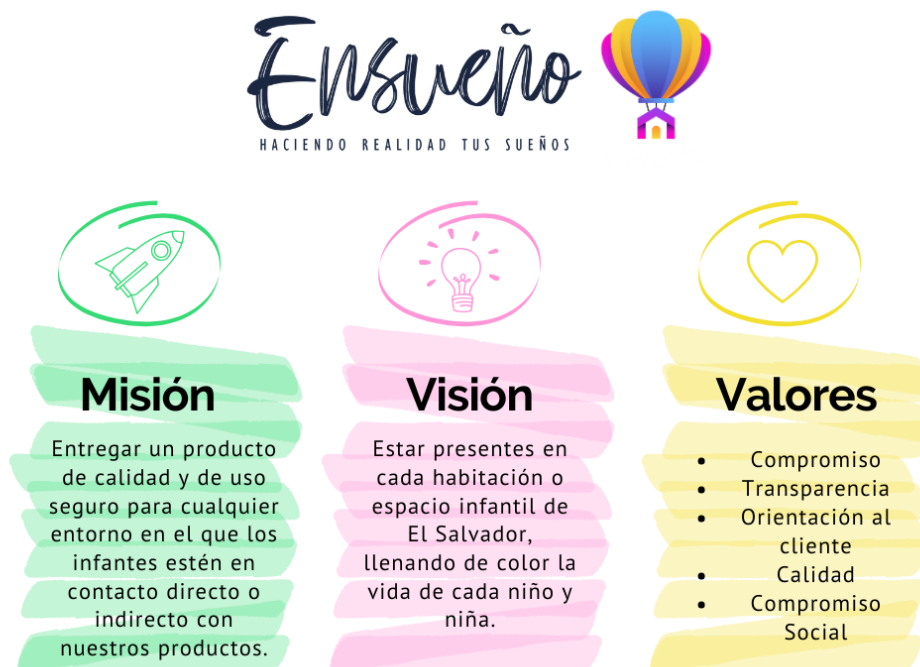 Ensueño
HACIENDO REALIDAD TUS SUEÑOS
Misión
Entregar un producto
de calidad y de uso
seguro para cualquier
entorno en el que los
infantes estén en
contacto directo o
indirecto con
nuestros productos.
Visión
Estar presentes en
cada habitación o
espacio infantil de
El Salvador,
llenando de color la
vida de cada niño y
niña.
Valores
• Compromiso
• Transparencia
• Orientación al
cliente
• Calidad
• Compromiso
Social